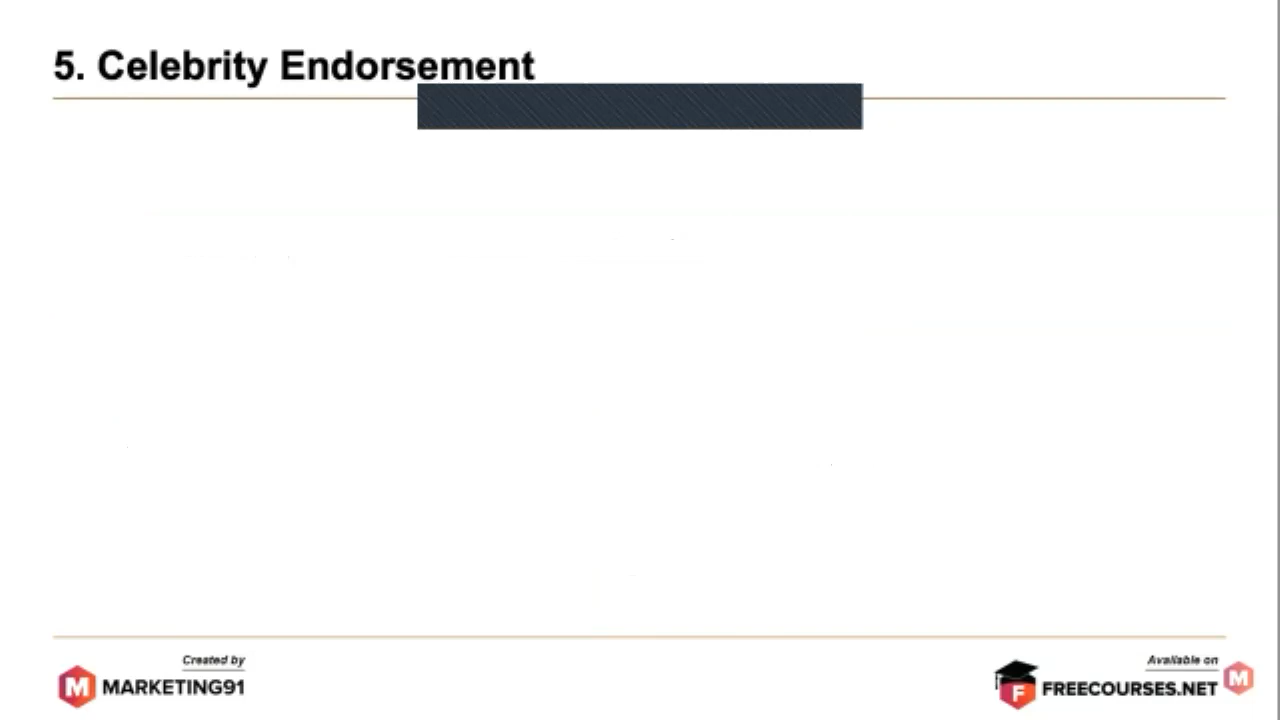 5. Celebrity Endorsement
Created by
M MARKETING91
Available on
F FREECOURSES.NET M